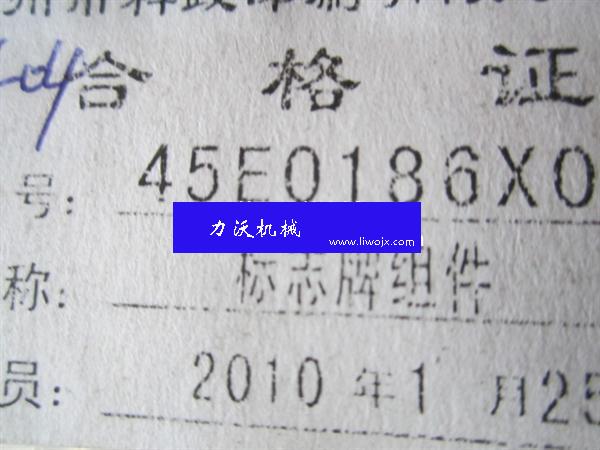 合格证
号: 45E0186X0
力沃机械
www.liwojx.com
称: 标志牌组件
员: 2010年1月25